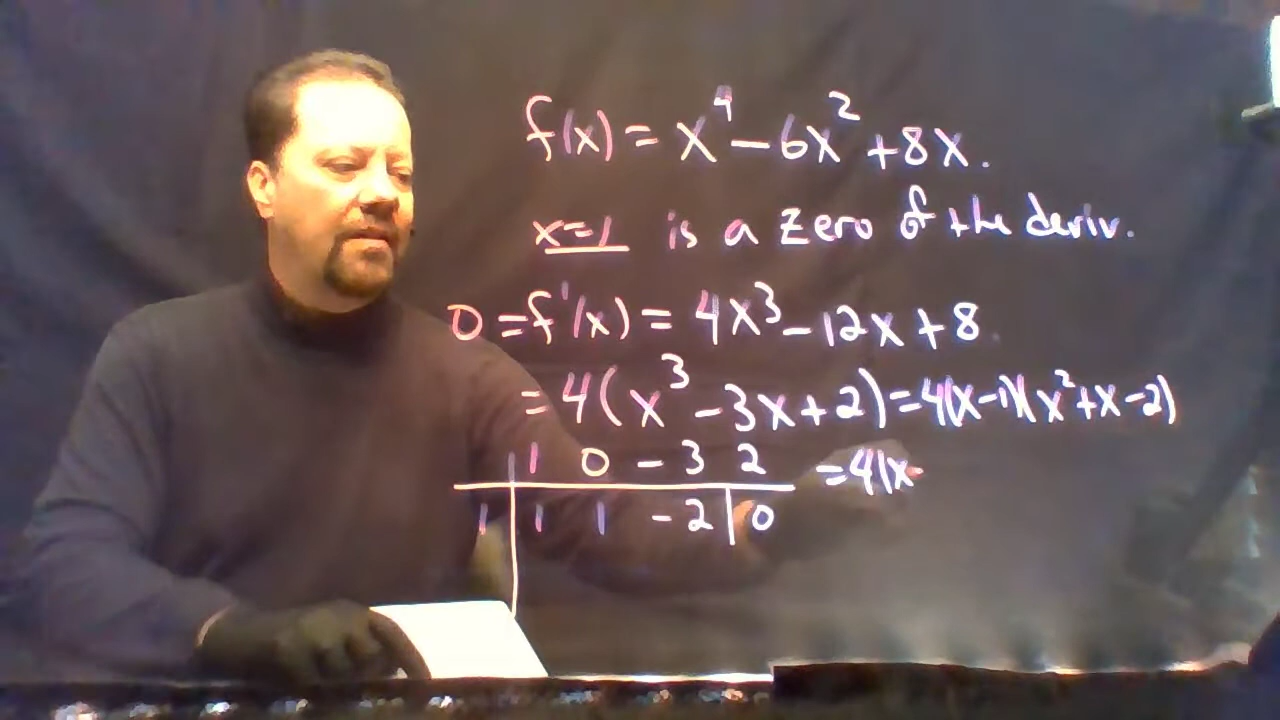 f(x) = x⁴ - 6x² + 8x.
x=1 is a zero of the deriv.
0 = f'(x) = 4x³ - 12x + 8.
= 4(x³ - 3x + 2) = 4(x-1)(x² + x - 2)
1 0 -3 2 = 4(x-
1 1 1 -2 0